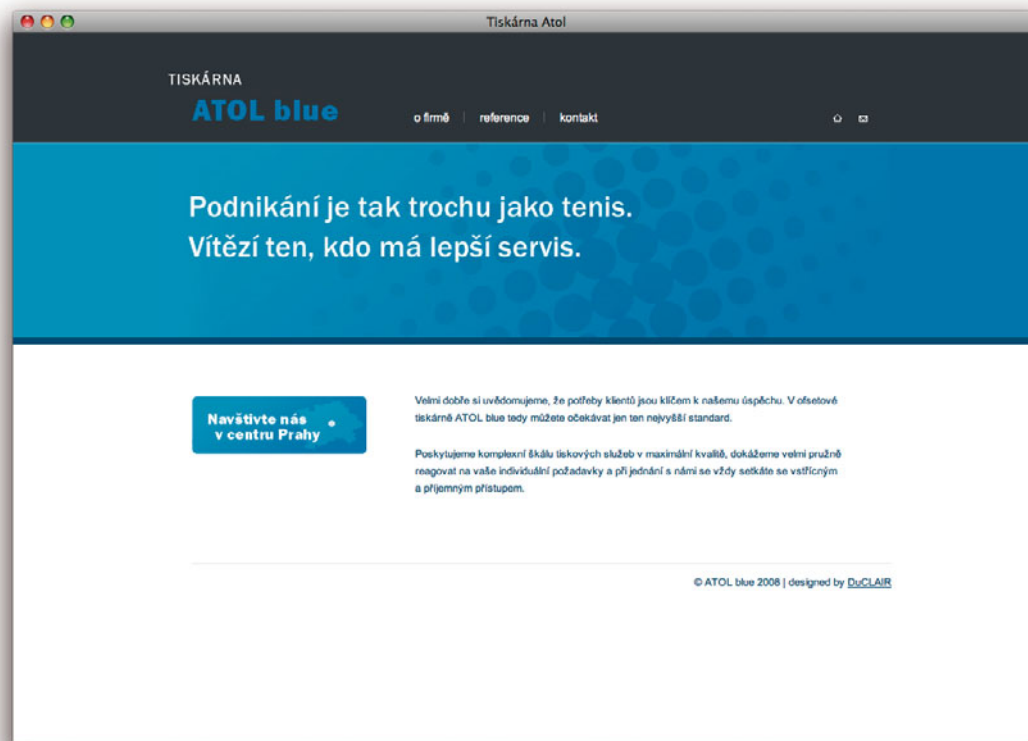 Tiskárna Atol
TISKÁRNA
ATOL blue
o firmě | reference | kontakt
Podnikání je tak trochu jako tenis.
Vítězí ten, kdo má lepší servis.
Navštivte nás
v centru Prahy
Velmi dobře si uvědomujeme, že potřeby klientů jsou klíčem k našemu úspěchu. V ofsetové
tiskárně ATOL blue tedy můžete očekávat jen ten nejvyšší standard.
Poskytujeme komplexní škálu tiskových služeb v maximální kvalitě, dokážeme velmi pružně
reagovat na vaše individuální požadavky a při jednání s námi se vždy setkáte se vstřícným
a příjemným přístupem.
© ATOL blue 2008 | designed by DuCLAIR